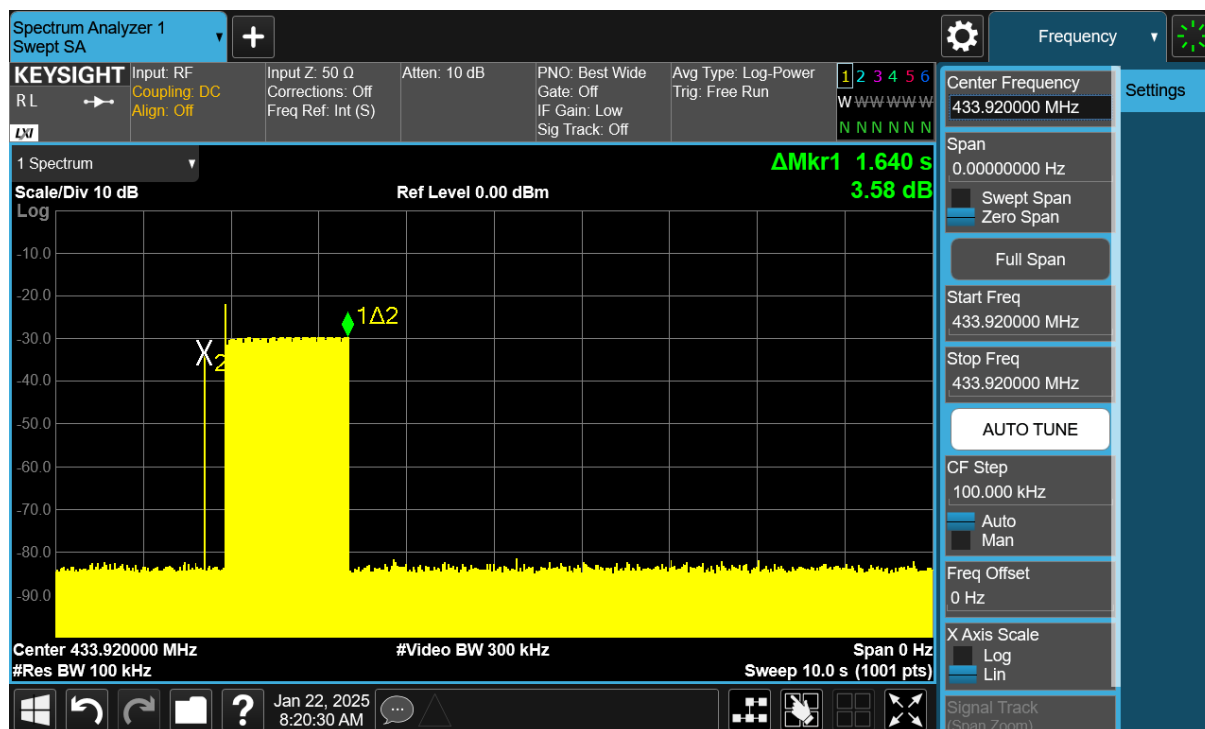 Spectrum Analyzer 1
Swept SA
Frequency
KEYSIGHT
R L
LXI
Input: RF
Coupling: DC
Align: Off
Input Z: 50 Ω
Corrections: Off
Freq Ref: Int (S)
Atten: 10 dB
PNO: Best Wide
Gate: Off
IF Gain: Low
Sig Track: Off
Avg Type: Log-Power
Trig: Free Run
1 2 3 4 5 6
W W W W W W
N N N N N N
Center Frequency
433.920000 MHz
Settings
1 Spectrum
ΔMkr1 1.640 s
3.58 dB
Scale/Div 10 dB
Ref Level 0.00 dBm
Log
-10.0
-20.0
-30.0
-40.0
-50.0
-60.0
-70.0
-80.0
-90.0
1Δ2
X2
Center 433.920000 MHz
#Res BW 100 kHz
#Video BW 300 kHz
Span 0 Hz
Sweep 10.0 s (1001 pts)
Span
0.00000000 Hz
Swept Span
Zero Span
Full Span
Start Freq
433.920000 MHz
Stop Freq
433.920000 MHz
AUTO TUNE
CF Step
100.000 kHz
Auto
Man
Freq Offset
0 Hz
X Axis Scale
Log
Lin
Signal Track
(Span Zoom)
?
Jan 22, 2025
8:20:30 AM